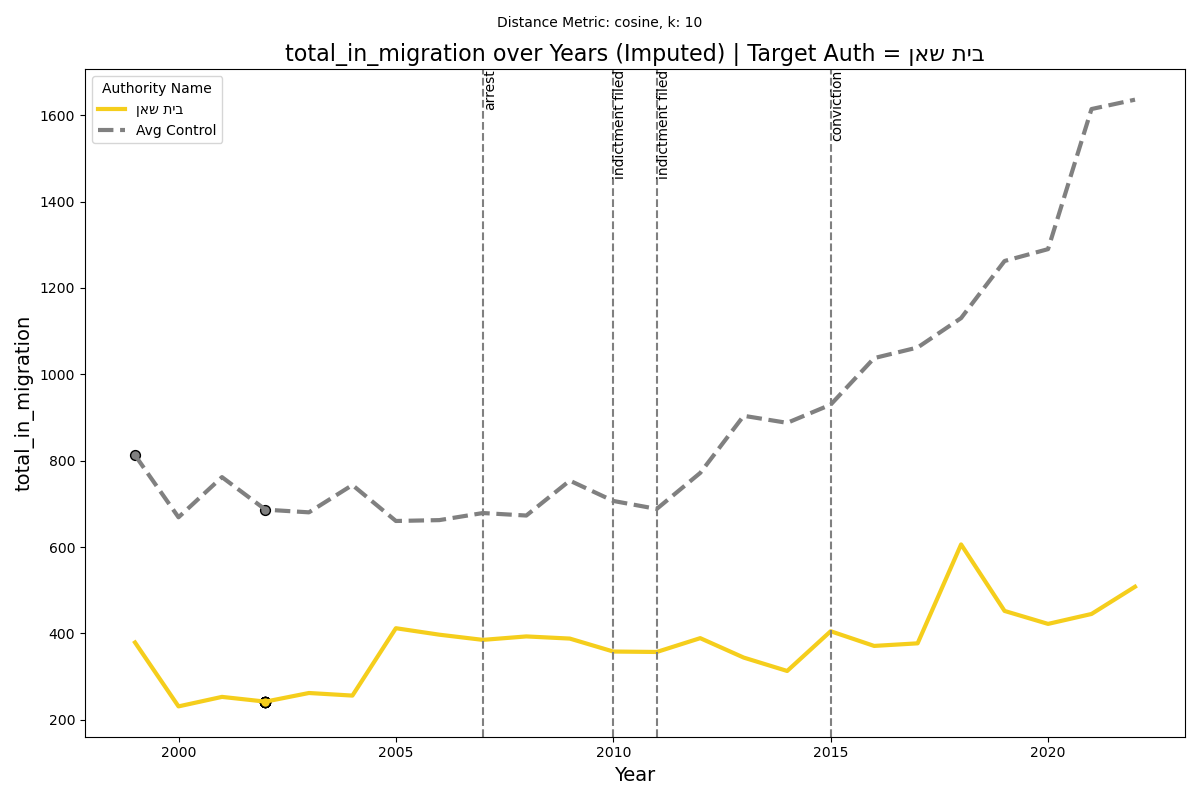 Distance Metric: cosine, k: 10
total_in_migration over Years (Imputed) | Target Auth = בית שאן
Authority Name
בית שאן
Avg Control
arrest
indictment filed
indictment filed
conviction
1600
1400
1200
1000
800
600
400
200
total_in_migration
2000
2005
2010
2015
2020
Year